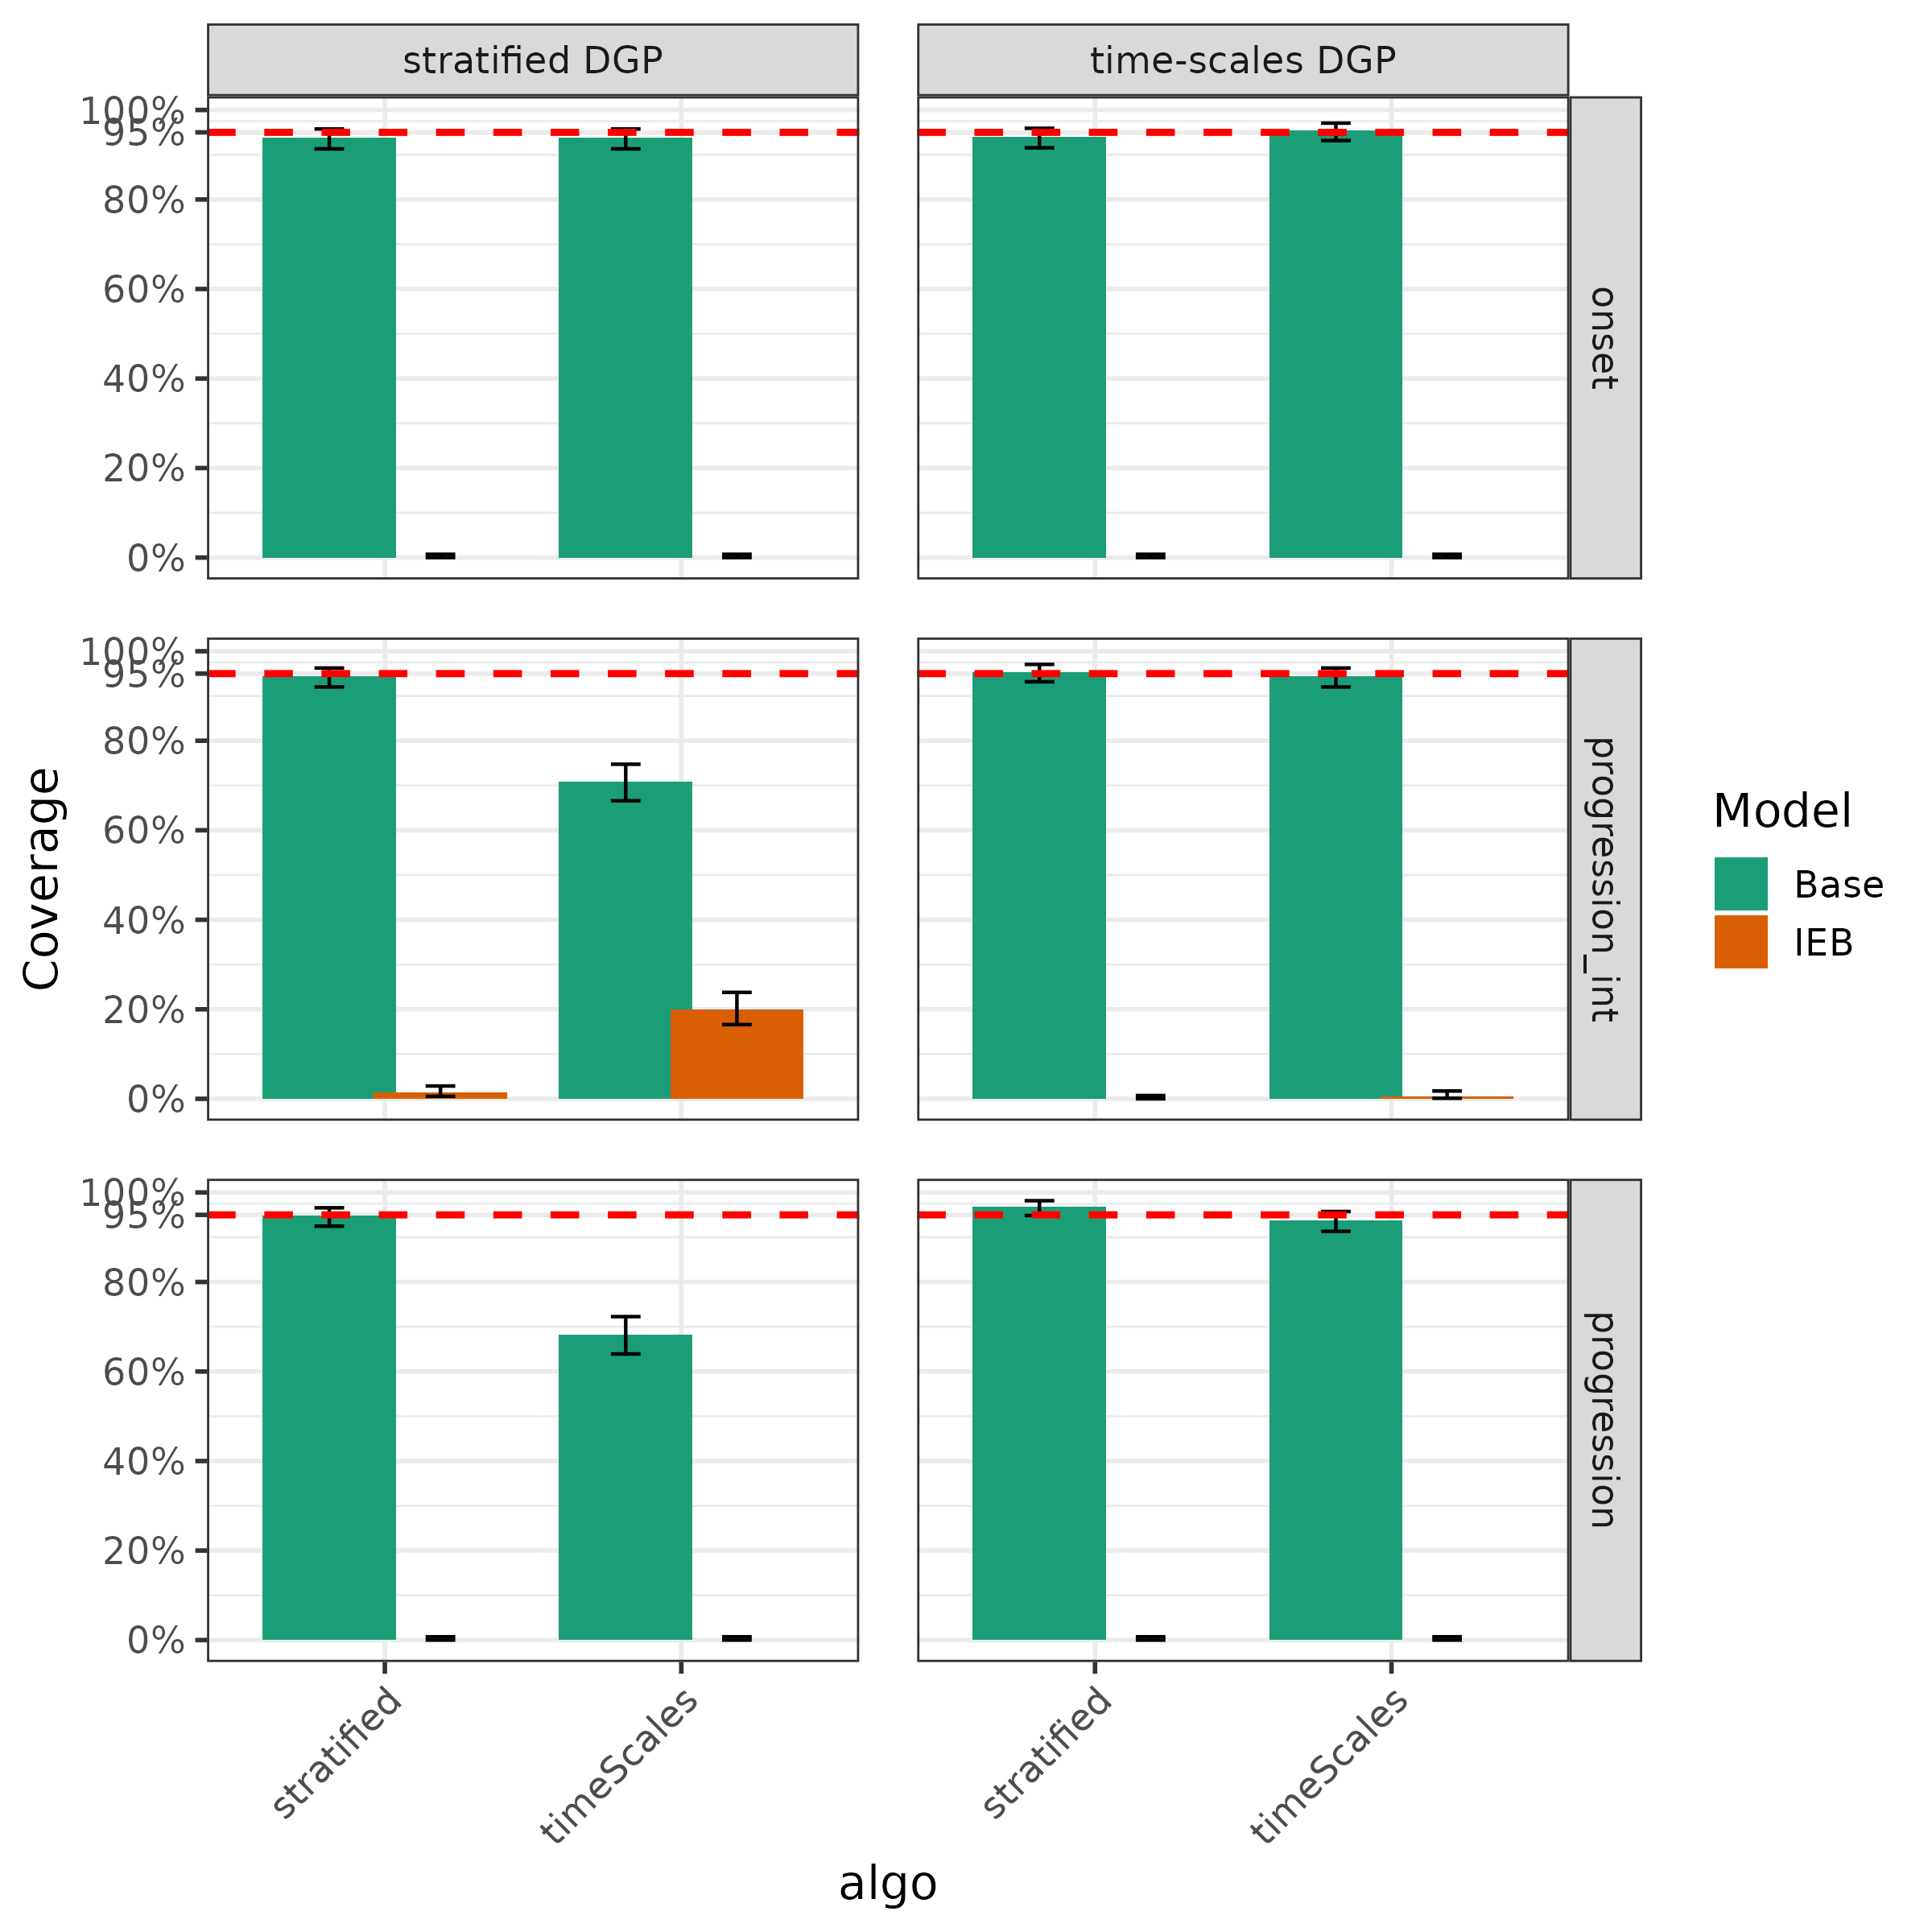 stratified DGP
time-scales DGP
100%
95%
80%
60%
40%
20%
0%
onset
100%
95%
80%
60%
40%
20%
0%
progression_int
100%
95%
80%
60%
40%
20%
0%
progression
Coverage
stratified
timeScales
stratified
timeScales
algo
Model
Base
IEB